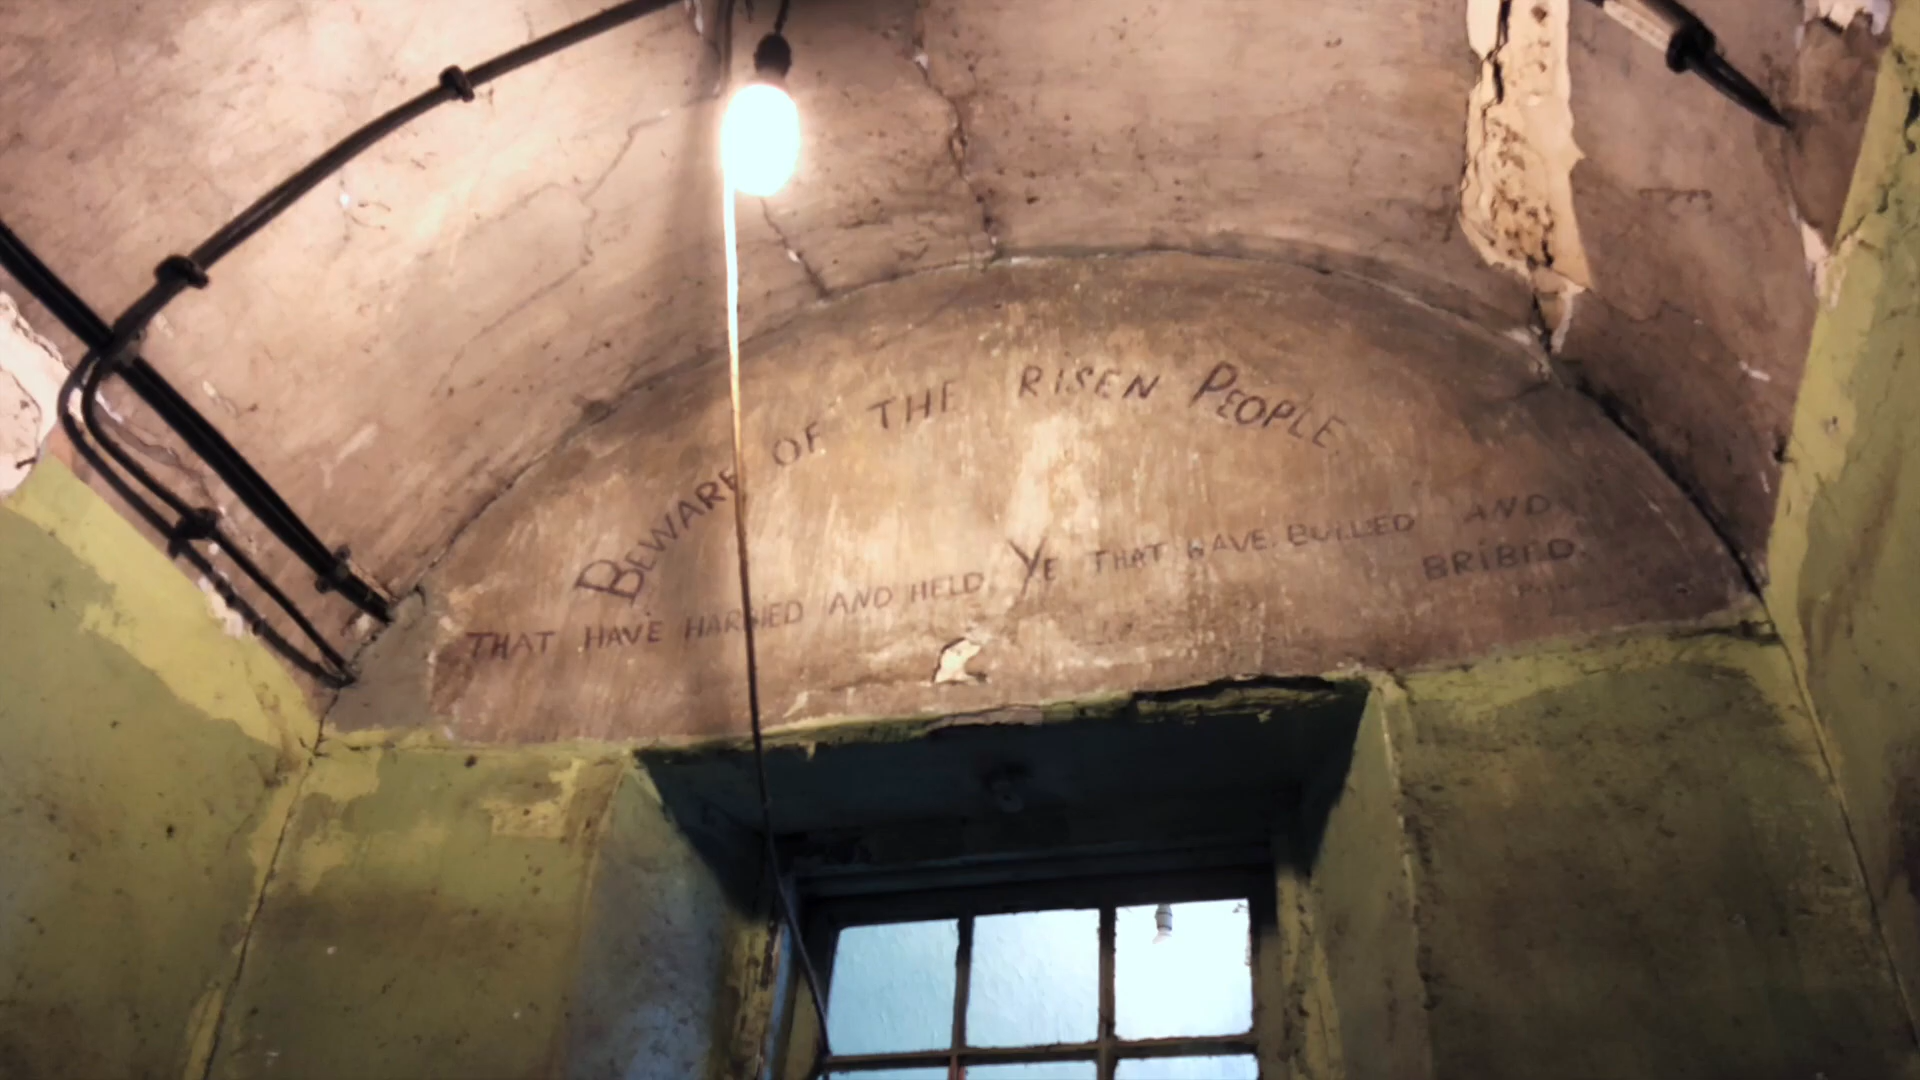 BEWARE OF THE RISEN PEOPLE
THAT HAVE HARRIED AND HELD, YE THAT HAVE BULLIED AND
BRIBED.